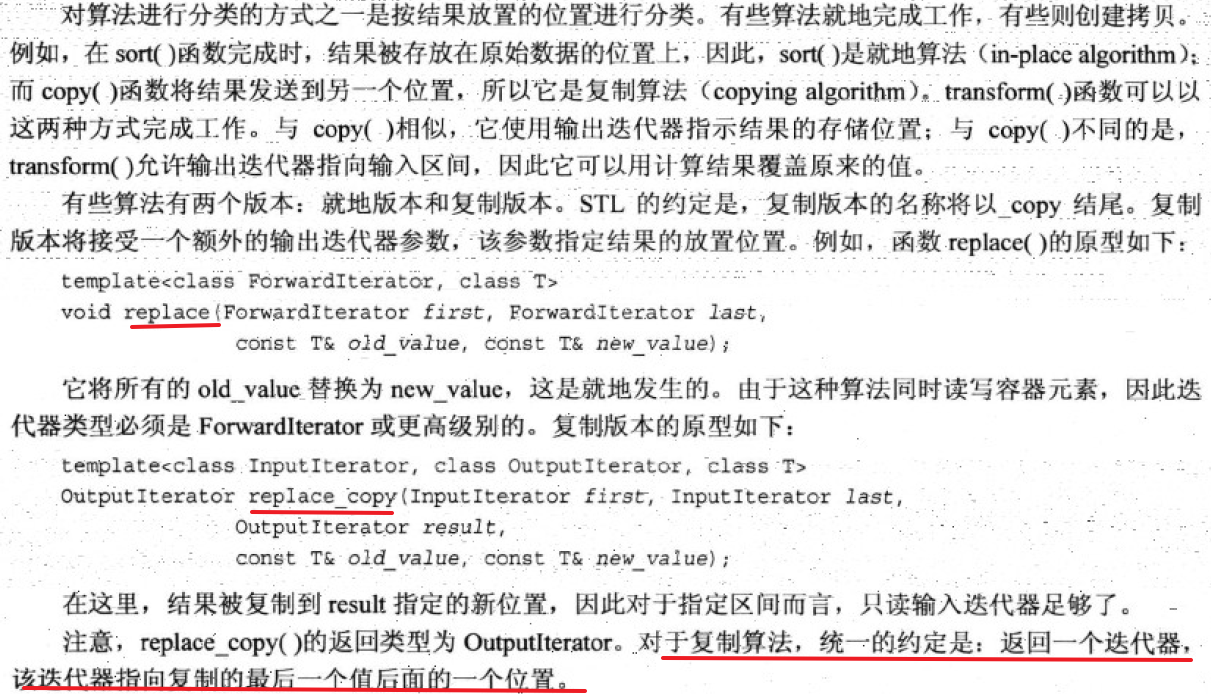 对算法进行分类的方式之一是按结果放置的位置进行分类。有些算法就地完成工作，有些则创建拷贝。
例如，在 sort( )函数完成时，结果被存放在原始数据的位置上，因此，sort( )是就地算法（in-place algorithm）；
而 copy( )函数将结果发送到另一个位置，所以它是复制算法（copying algorithm）。transform( )函数可以以
这两种方式完成工作。与 copy( )相似，它使用输出迭代器指示结果的存储位置；与 copy( )不同的是，
transform( )允许输出迭代器指向输入区间，因此它可以用计算结果覆盖原来的值。
有些算法有两个版本：就地版本和复制版本。STL 的约定是，复制版本的名称将以_copy 结尾。复制
版本将接受一个额外的输出迭代器参数，该参数指定结果的放置位置。例如，函数 replace( )的原型如下：
template<class ForwardIterator, class T>
void replace(ForwardIterator first, ForwardIterator last,
const T& old_value, const T& new_value);
它将所有的 old_value 替换为 new_value，这是就地发生的。由于这种算法同时读写容器元素，因此迭
代器类型必须是 ForwardIterator 或更高级别的。复制版本的原型如下：
template<class InputIterator, class OutputIterator, class T>
OutputIterator replace_copy(InputIterator first, InputIterator last,
OutputIterator result,
const T& old_value, const T& new_value);
在这里，结果被复制到 result 指定的新位置，因此对于指定区间而言，只读输入迭代器足够了。
注意，replace_copy( )的返回类型为 OutputIterator。对于复制算法，统一的约定是：返回一个迭代器，
该迭代器指向复制的最后一个值后面的一个位置。